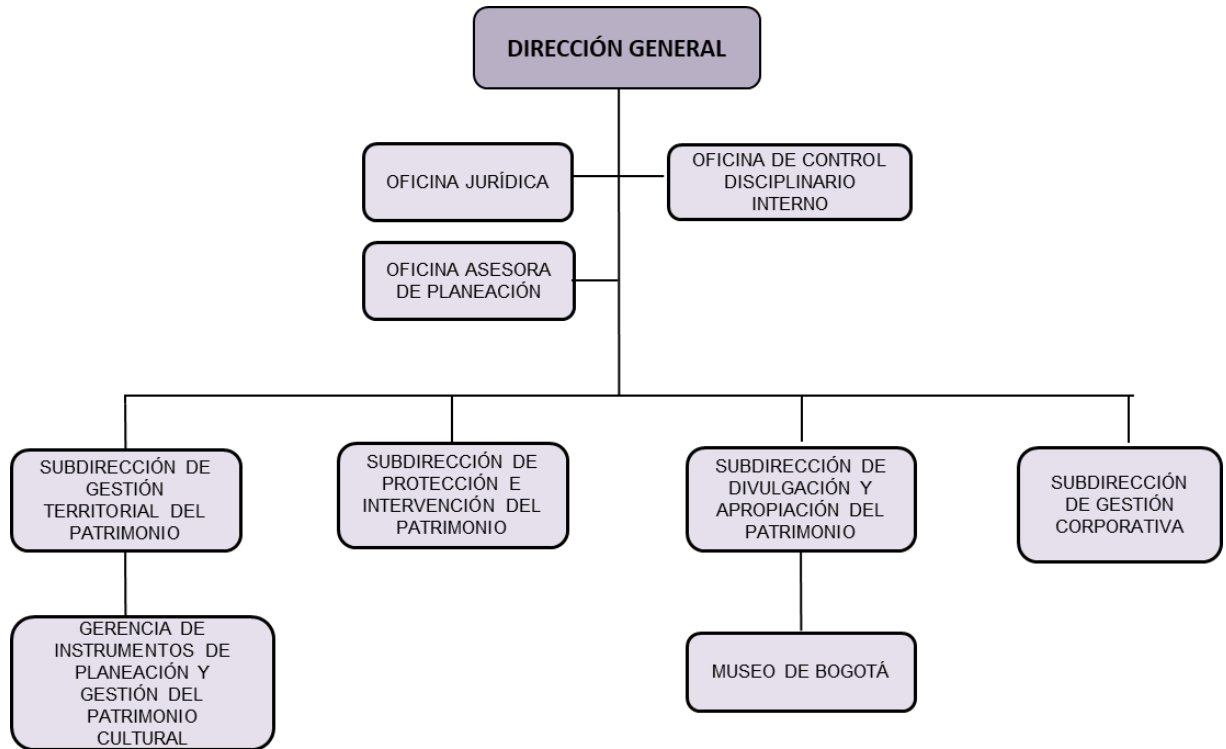 DIRECCIÓN GENERAL
OFICINA JURÍDICA
OFICINA DE CONTROL
DISCIPLINARIO
INTERNO
OFICINA ASESORA
DE PLANEACIÓN
SUBDIRECCIÓN DE
GESTIÓN
TERRITORIAL DEL
PATRIMONIO
SUBDIRECCIÓN DE
PROTECCIÓN E
INTERVENCIÓN DEL
PATRIMONIO
SUBDIRECCIÓN DE
DIVULGACIÓN Y
APROPIACIÓN DEL
PATRIMONIO
SUBDIRECCIÓN
DE GESTIÓN
CORPORATIVA
GERENCIA DE
INSTRUMENTOS DE
PLANEACIÓN Y
GESTIÓN DEL
PATRIMONIO
CULTURAL
MUSEO DE BOGOTÁ